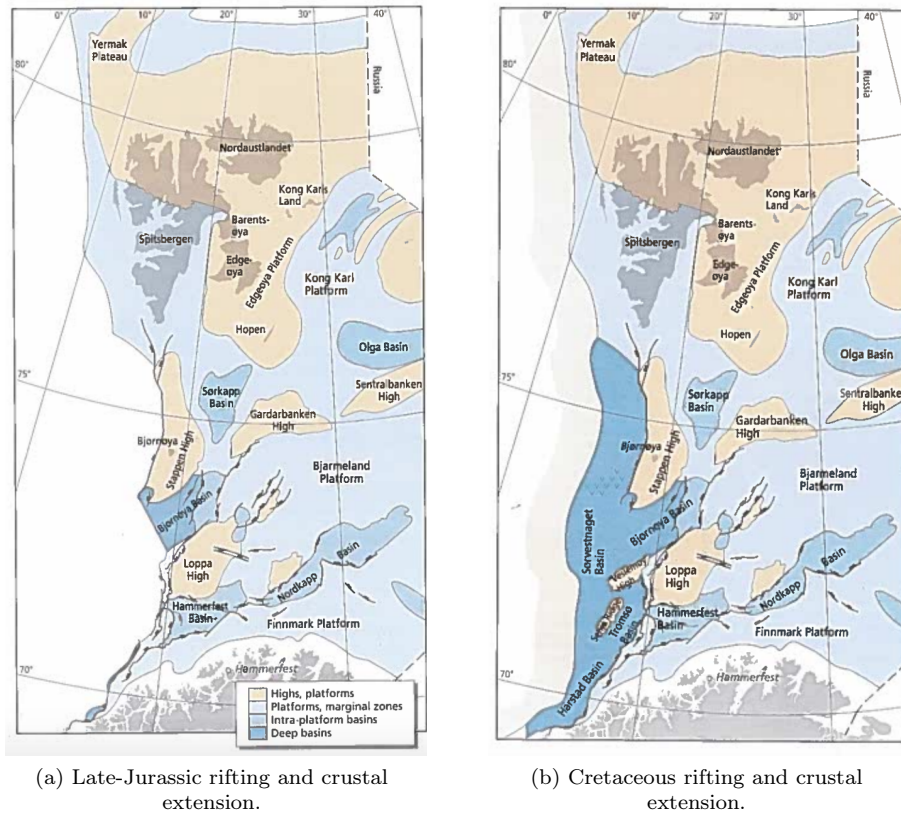 0°
10°
20°
30°
40°
Yermak
Plateau
80°
Russia
Nordaustlandet
Kong Karls
Land
Barents-
øya
Spitsbergen
Edge-
øya
Edgeøya Platform
Kong Karl
Platform
Hopen
Olga Basin
75°
Sørkapp
Basin
Sentralbanken
High
Gardarbanken
High
Bjørnøya
Stappen High
Bjarmeland
Platform
Bjørnøya Basin
Loppa
High
Nordkapp
Basin
Hammerfest
Basin
Finnmark Platform
70°
Hammerfest
Highs, platforms
Platforms, marginal zones
Intra-platform basins
Deep basins
(a) Late-Jurassic rifting and crustal
extension.
0°
10°
20°
30°
40°
Yermak
Plateau
80°
Russia
Nordaustlandet
Kong Karls
Land
Barents-
øya
Spitsbergen
Edge-
øya
Edgeøya Platform
Kong Karl
Platform
Hopen
Olga Basin
75°
Sørkapp
Basin
Sentralbanken
High
Gardarbanken
High
Bjørnøya
Stappen High
Bjarmeland
Platform
Bjørnøya Basin
Sørvestnaget
Basin
High
Loppa
High
Nordkapp
Basin
Tromsø
Basin
Hammerfest
Basin
Finnmark Platform
Harstad Basin
70°
Hammerfest
(b) Cretaceous rifting and crustal
extension.